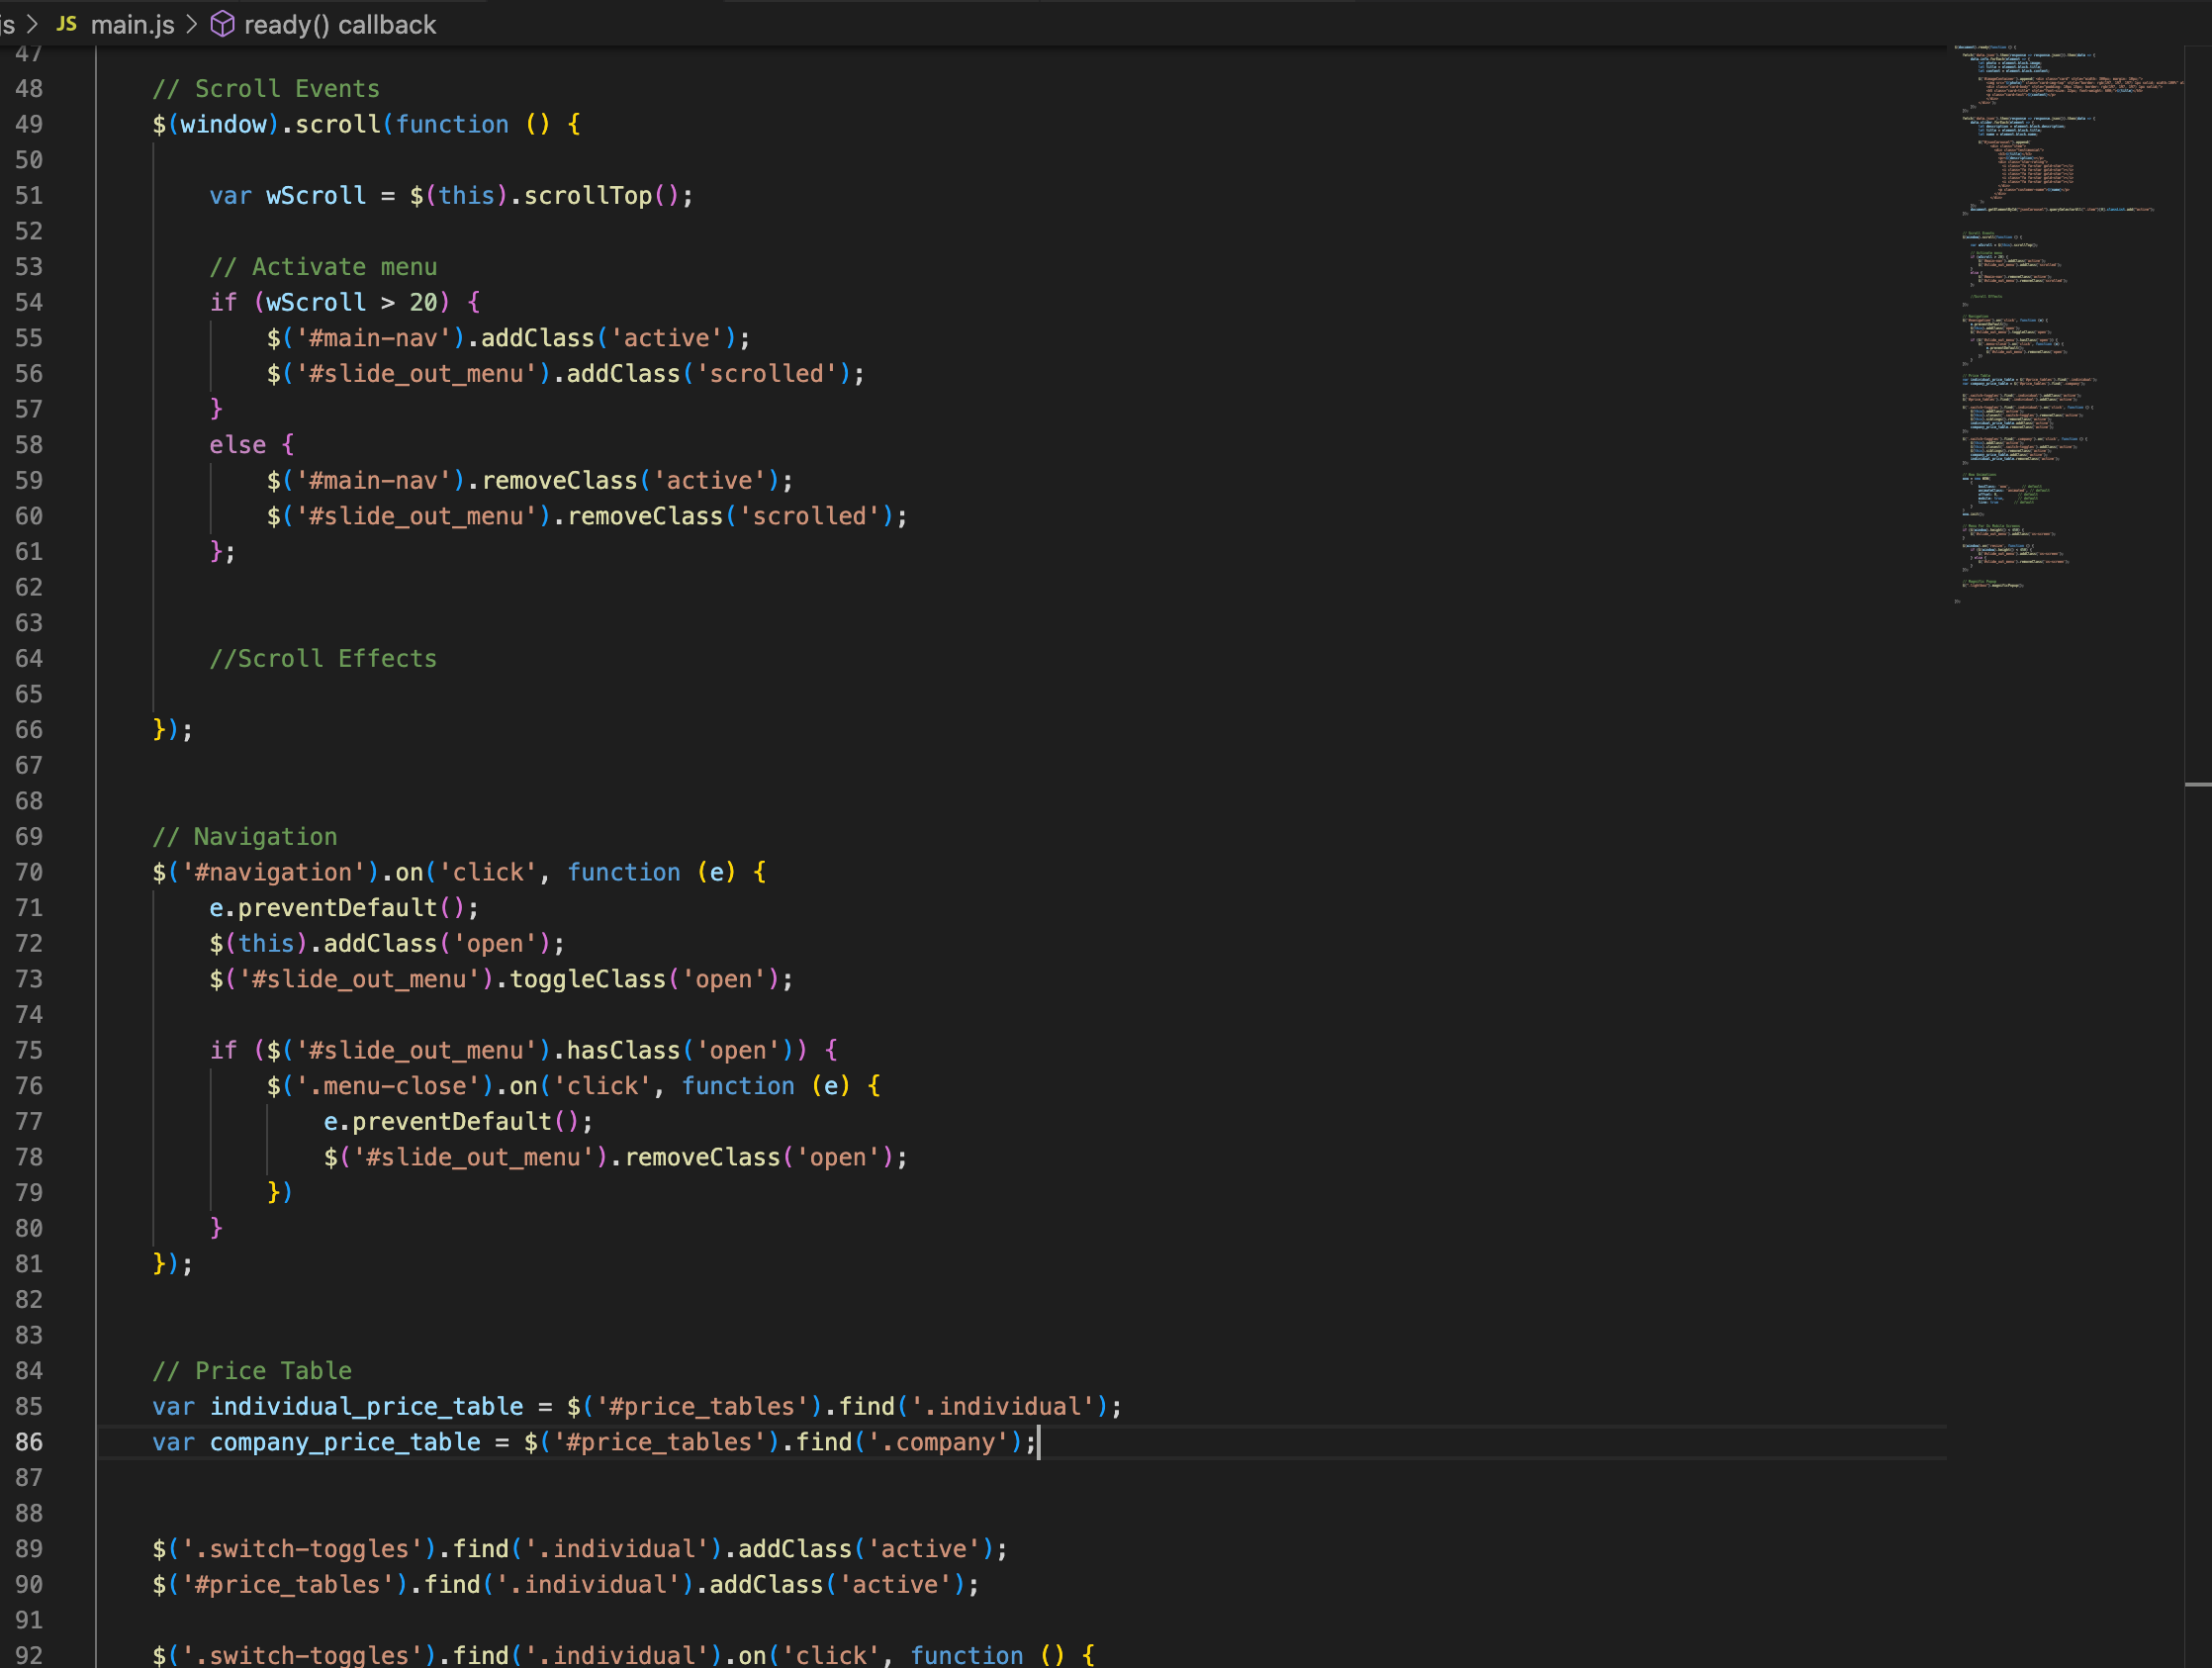 js > JS main.js > ready() callback
47
48 // Scroll Events
49 $(window).scroll(function () {
50
51 var wScroll = $(this).scrollTop();
52
53 // Activate menu
54 if (wScroll > 20) {
55 $('#main-nav').addClass('active');
56 $('#slide_out_menu').addClass('scrolled');
57 }
58 else {
59 $('#main-nav').removeClass('active');
60 $('#slide_out_menu').removeClass('scrolled');
61 };
62
63
64 //Scroll Effects
65
66 });
67
68
69 // Navigation
70 $('#navigation').on('click', function (e) {
71 e.preventDefault();
72 $(this).addClass('open');
73 $('#slide_out_menu').toggleClass('open');
74
75 if ($('#slide_out_menu').hasClass('open')) {
76 $('.menu-close').on('click', function (e) {
77 e.preventDefault();
78 $('#slide_out_menu').removeClass('open');
79 })
80 }
81 });
82
83
84 // Price Table
85 var individual_price_table = $('#price_tables').find('.individual');
86 var company_price_table = $('#price_tables').find('.company');
87
88
89 $('.switch-toggles').find('.individual').addClass('active');
90 $('#price_tables').find('.individual').addClass('active');
91
92 $('.switch-toggles').find('.individual').on('click', function () {